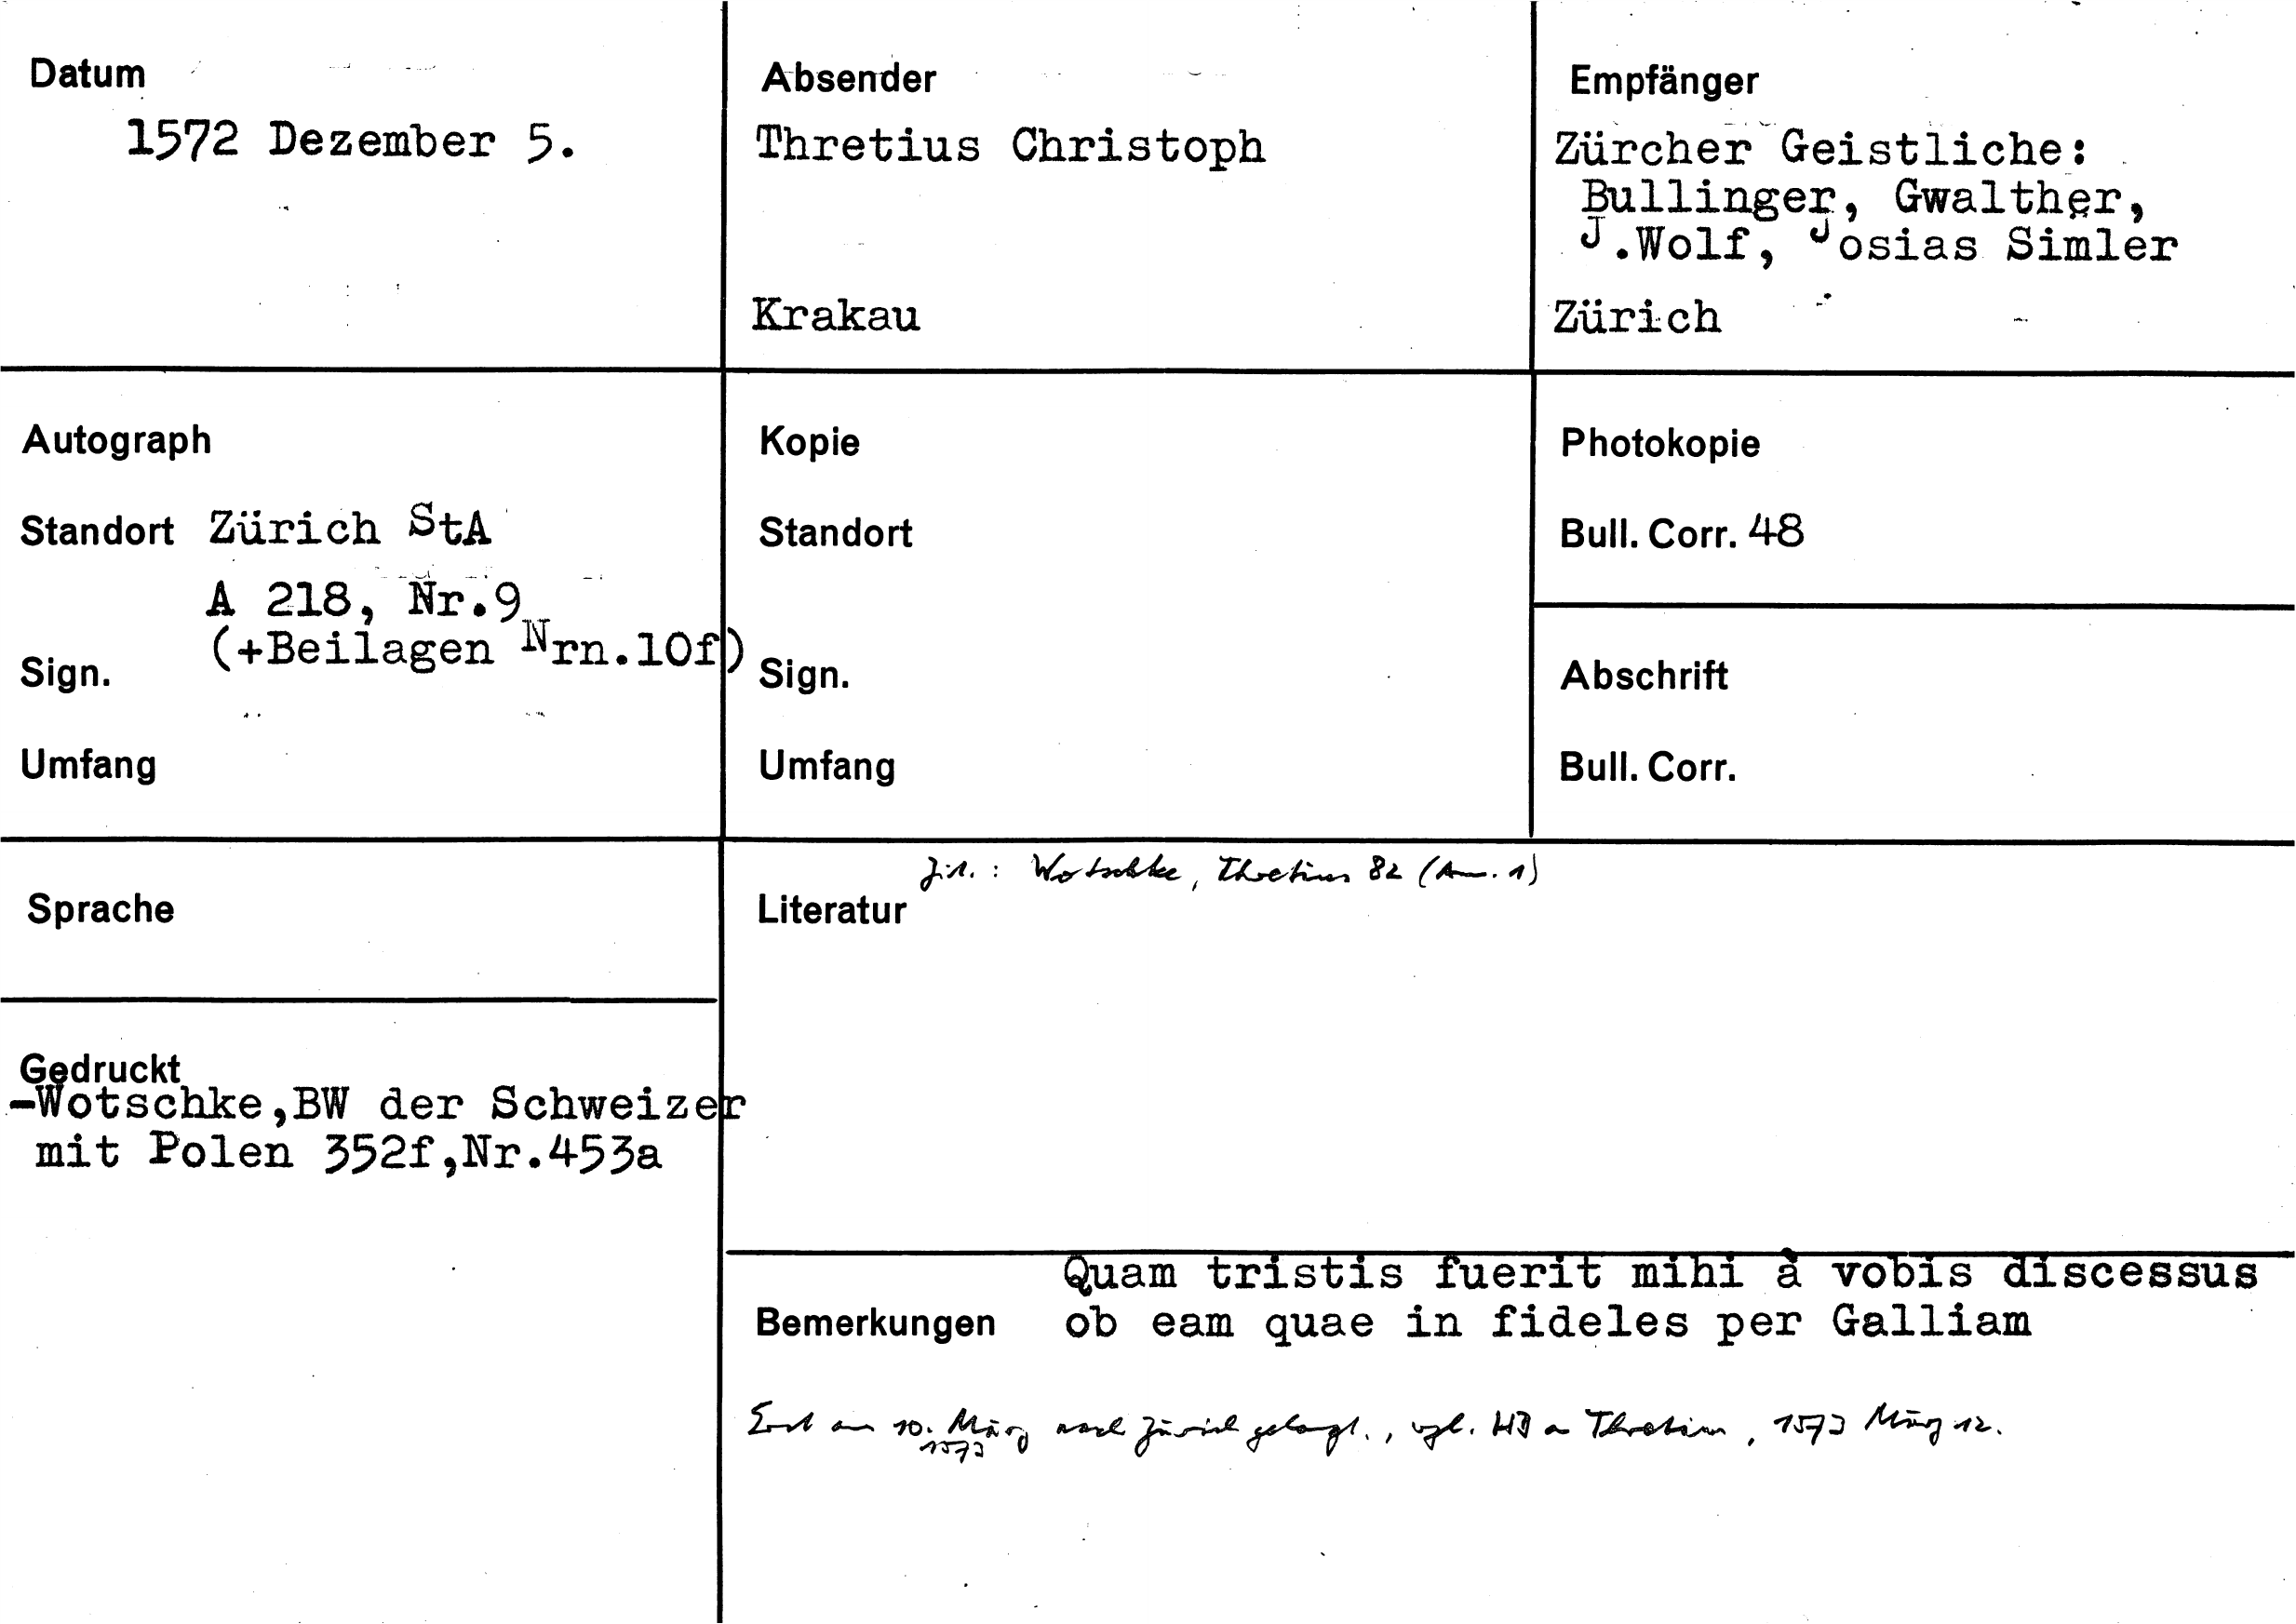 Datum
1572 Dezember 5.
Absender
Thretius Christoph
Krakau
Empfänger
Zürcher Geistliche:
Bullinger, Gwalther,
J.Wolf, Josias Simler
Zürich
Autograph
Standort Zürich StA
A 218, Nr.9
(+Beilagen Nrn.10f)
Sign.
Umfang
Kopie
Standort
Sign.
Umfang
Photokopie
Bull. Corr. 48
Abschrift
Bull. Corr.
Sprache
Gedruckt
-Wotschke,BW der Schweizer
mit Polen 352f,Nr.453a
Zit.: Wotschke, Thretius 82 (Anm. 1)
Literatur
Quam tristis fuerit mihi à vobis discessus
Bemerkungen ob eam quae in fideles per Galliam
Erst am 10. März 1573 nach Zürich gelangt., vgl. HB an Thretius, 1573 März 12.